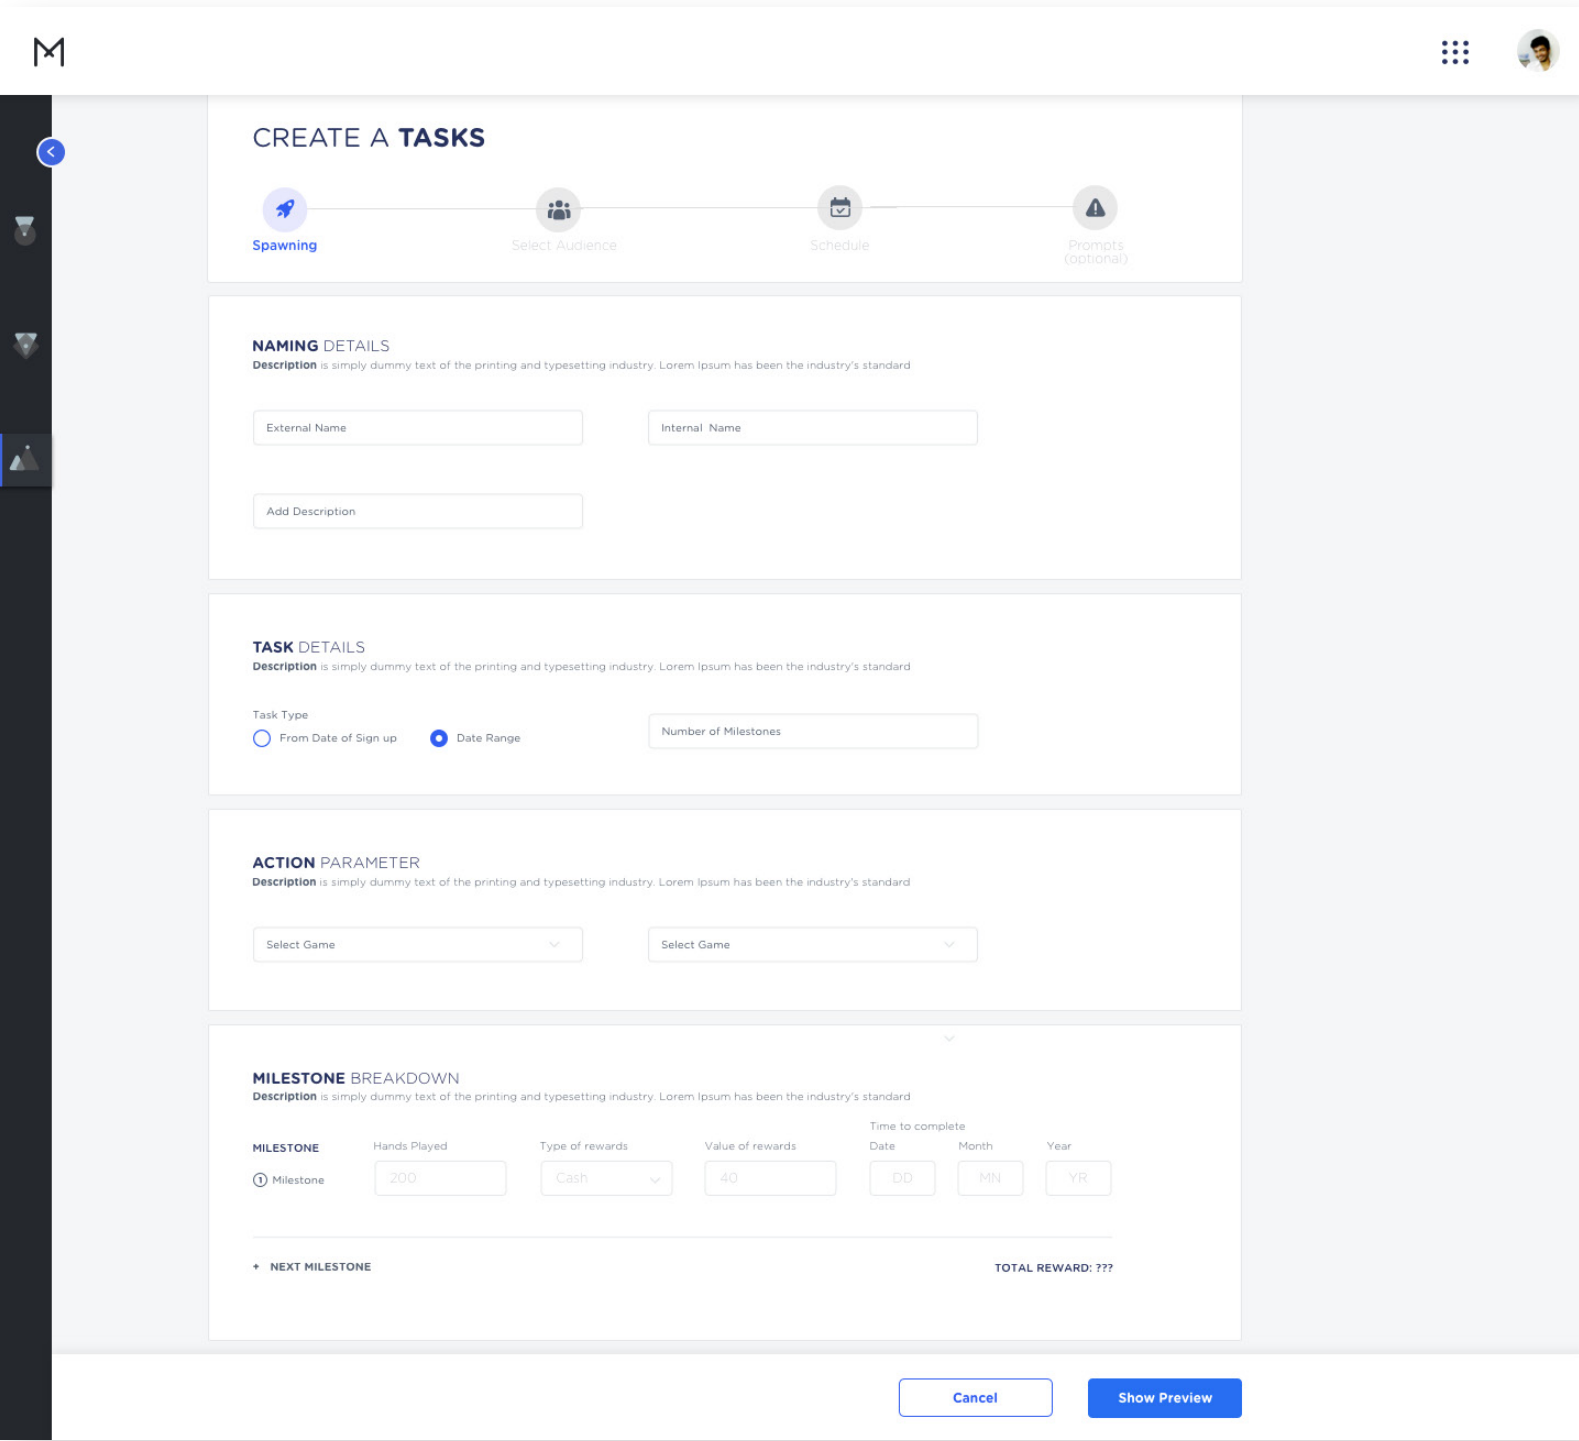 CREATE A TASKS
Spawning
Select Audience
Schedule
Prompts
(optional)
NAMING DETAILS
Description is simply dummy text of the printing and typesetting industry. Lorem Ipsum has been the industry's standard
External Name
Internal Name
Add Description
TASK DETAILS
Description is simply dummy text of the printing and typesetting industry. Lorem Ipsum has been the industry's standard
Task Type
From Date of Sign up
Date Range
Number of Milestones
ACTION PARAMETER
Description is simply dummy text of the printing and typesetting industry. Lorem Ipsum has been the industry's standard
Select Game
Select Game
MILESTONE BREAKDOWN
Description is simply dummy text of the printing and typesetting industry. Lorem Ipsum has been the industry's standard
Time to complete
MILESTONE Hands Played Type of rewards Value of rewards Date Month Year
1 Milestone 200 Cash 40 DD MN YR
+ NEXT MILESTONE
TOTAL REWARD: ???
Cancel
Show Preview